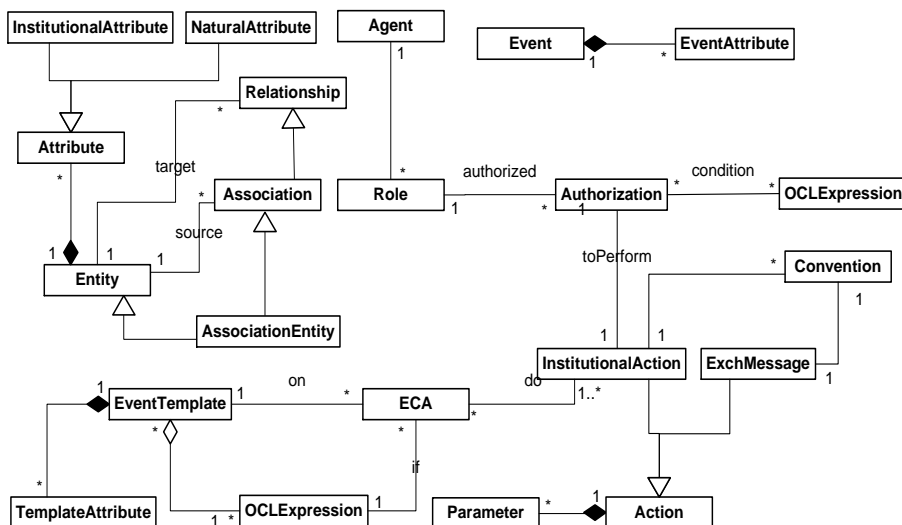 InstitutionalAttribute NaturalAttribute Agent Event EventAttribute
1 1 *
Relationship
*
Attribute
* target * authorized condition
* Association Role Authorization * * OCLExpression
source 1 * 1
1 1 1 toPerform * Convention
Entity 1
AssociationEntity 1 1
InstitutionalAction ExchMessage 1
on do 1..*
1 EventTemplate 1 * ECA *
* *
if
* 1 * OCLExpression 1 * 1
TemplateAttribute Parameter Action